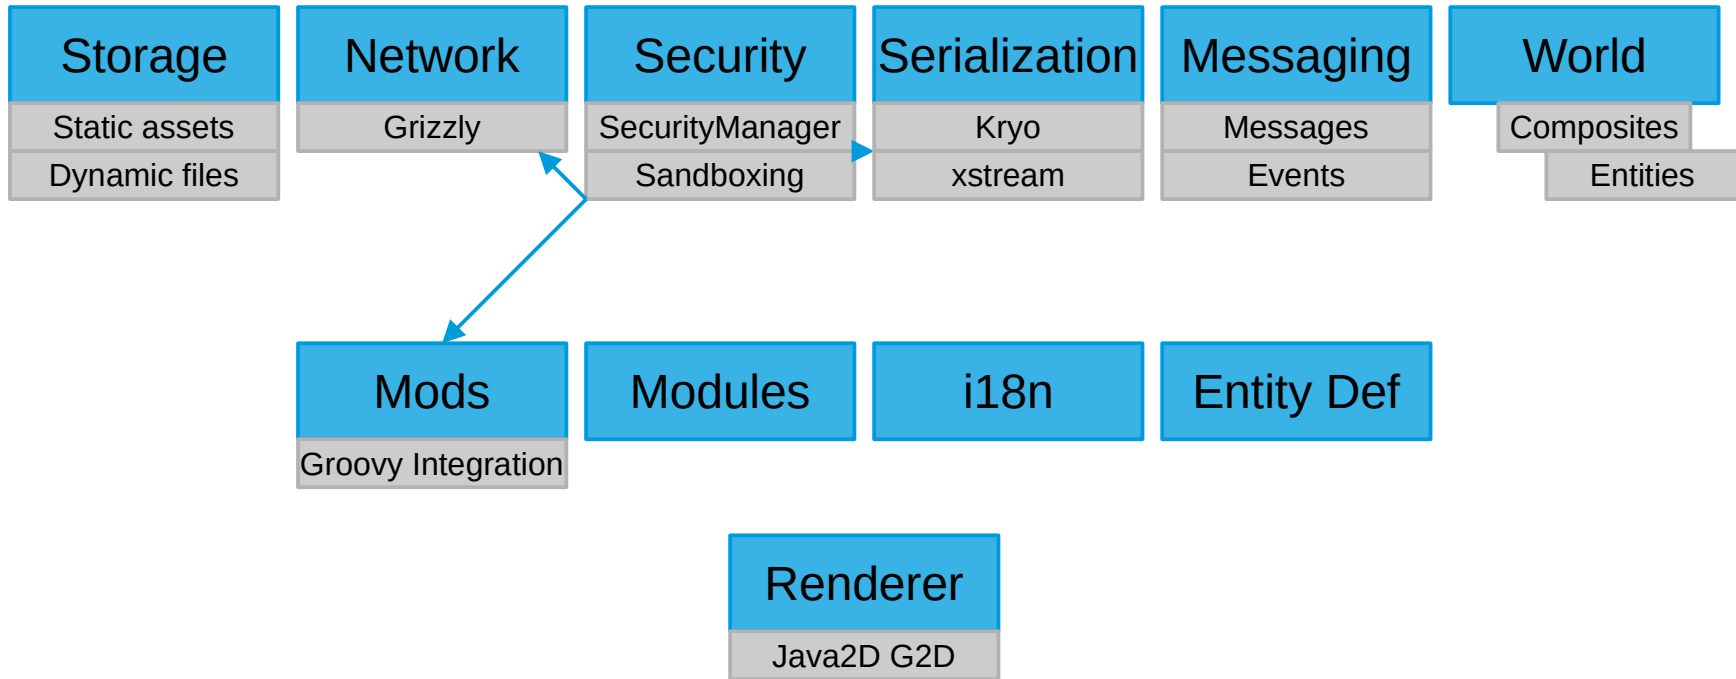 Storage
Network
Security
Serialization
Messaging
World
Static assets
Grizzly
SecurityManager
Kryo
Messages
Composites
Dynamic files
Sandboxing
xstream
Events
Entities
Mods
Modules
i18n
Entity Def
Groovy Integration
Renderer
Java2D G2D